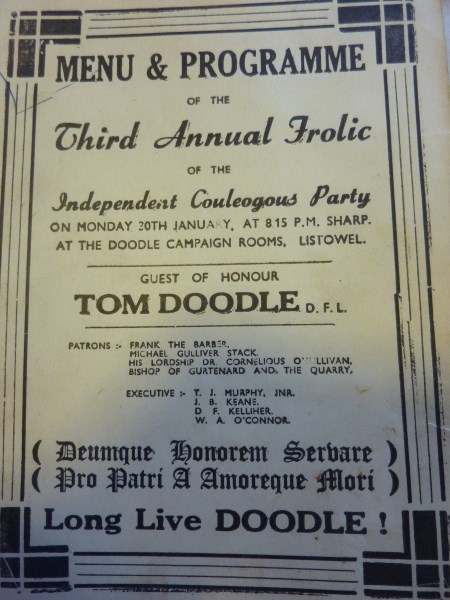 MENU & PROGRAMME
OF THE
Third Annual Frolic
OF THE
Independent Couleogous Party
ON MONDAY 20TH JANUARY, AT 8.15 P.M. SHARP.
AT THE DOODLE CAMPAIGN ROOMS, LISTOWEL.
GUEST OF HONOUR
TOM DOODLE D.F.L.
PATRONS :- FRANK THE BARBER,
MICHAEL GULLIVER STACK.
HIS LORDSHIP DR. CORNELIOUS O'SULLIVAN,
BISHOP OF GURTENARD AND, THE QUARRY,
EXECUTIVE :- T. J. MURPHY, JNR.
J. B. KEANE.
D. F. KELLIHER.
W. A. O'CONNOR.
( Deumque Honorem Servare )
( Pro Patri A Amoreque Mori )
Long Live DOODLE !